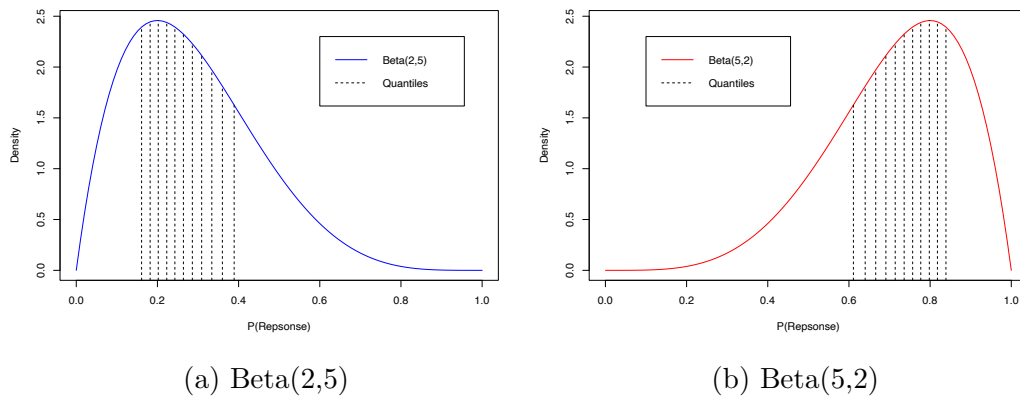 Density
0.0 0.5 1.0 1.5 2.0 2.5
Beta(2,5)
Quantiles
0.0 0.2 0.4 0.6 0.8 1.0
P(Repsonse)
(a) Beta(2,5)
Density
0.0 0.5 1.0 1.5 2.0 2.5
Beta(5,2)
Quantiles
0.0 0.2 0.4 0.6 0.8 1.0
P(Repsonse)
(b) Beta(5,2)